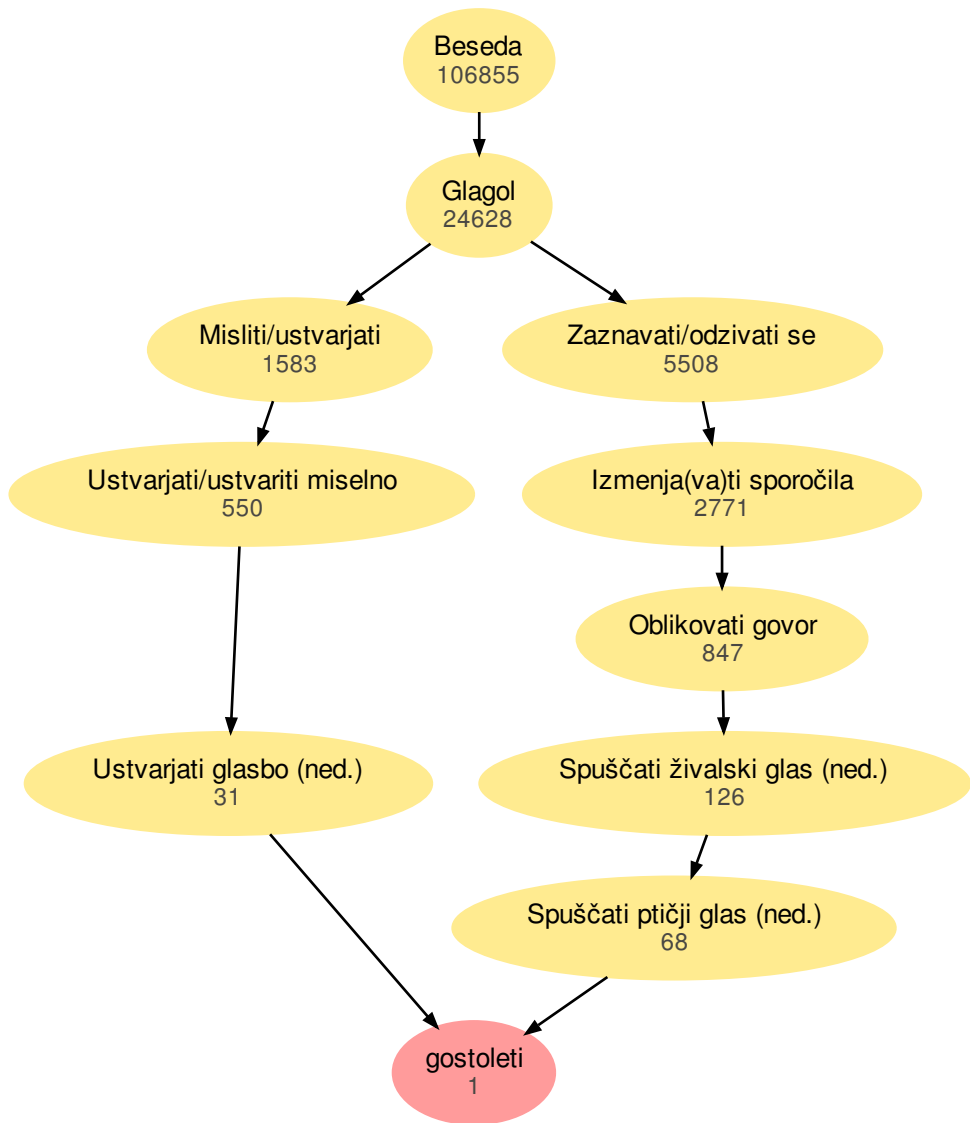 Beseda
106855
Glagol
24628
Misliti/ustvarjati
1583
Zaznavati/odzivati se
5508
Ustvarjati/ustvariti miselno
550
Izmenja(va)ti sporočila
2771
Oblikovati govor
847
Ustvarjati glasbo (ned.)
31
Spuščati živalski glas (ned.)
126
Spuščati ptičji glas (ned.)
68
gostoleti
1